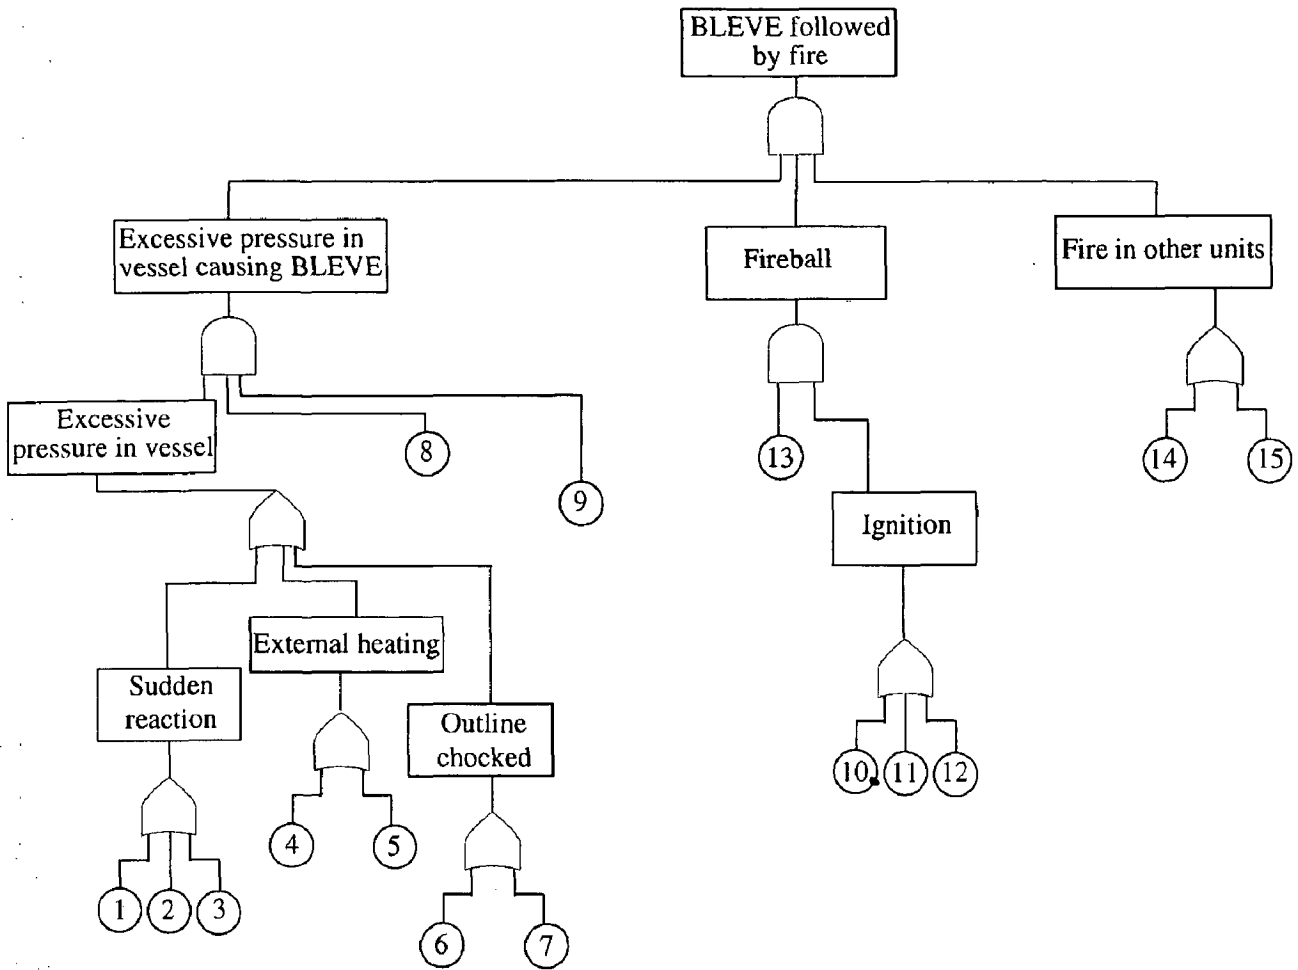 BLEVE followed
by fire
Excessive pressure in
vessel causing BLEVE
Fireball
Fire in other units
Excessive
pressure in vessel
8
9
13
14
15
Ignition
External heating
Sudden
reaction
Outline
chocked
10
11
12
4
5
1
2
3
6
7